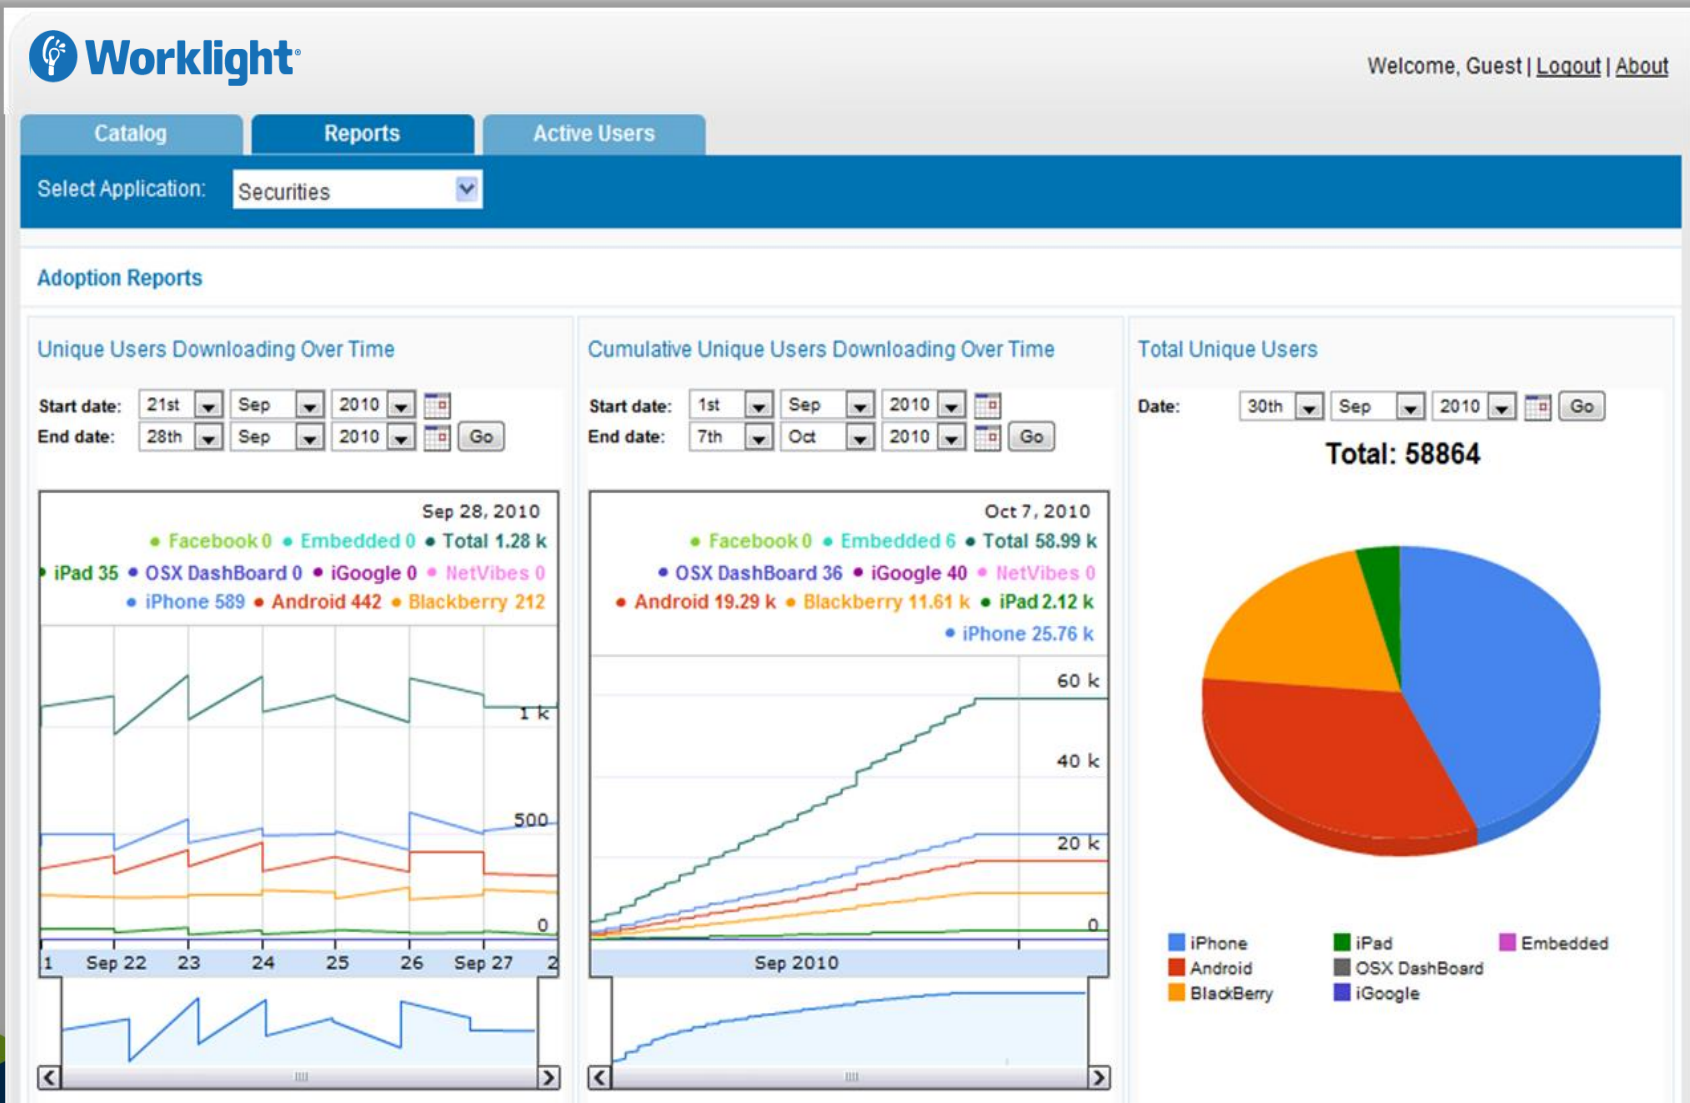 Worklight
Welcome, Guest | Logout | About
Catalog
Reports
Active Users
Select Application:
Securities
Adoption Reports
Unique Users Downloading Over Time
Start date: 21st Sep 2010
End date: 28th Sep 2010 Go
Sep 28, 2010
Facebook 0 Embedded 0 Total 1.28 k
iPad 35 OSX DashBoard 0 iGoogle 0 NetVibes 0
iPhone 589 Android 442 Blackberry 212
1 k
500
0
1 Sep 22 23 24 25 26 Sep 27 2
Cumulative Unique Users Downloading Over Time
Start date: 1st Sep 2010
End date: 7th Oct 2010 Go
Oct 7, 2010
Facebook 0 Embedded 6 Total 58.99 k
OSX DashBoard 36 iGoogle 40 NetVibes 0
Android 19.29 k Blackberry 11.61 k iPad 2.12 k
iPhone 25.76 k
60 k
40 k
20 k
0
Sep 2010
Total Unique Users
Date: 30th Sep 2010 Go
Total: 58864
iPhone iPad Embedded
Android OSX DashBoard
BlackBerry iGoogle